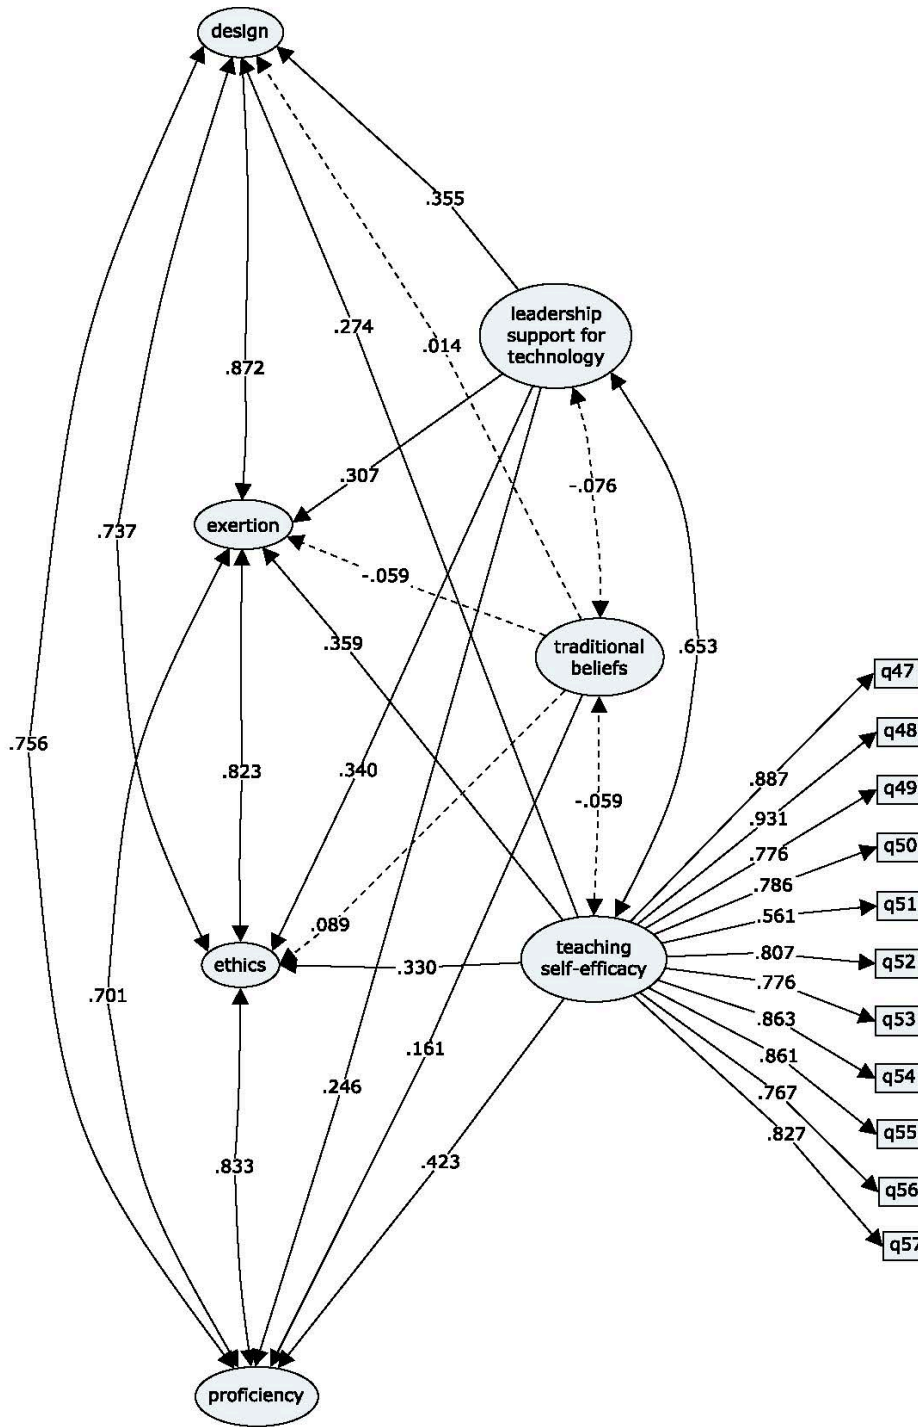 design
.355
leadership
support for
technology
.274
.014
.872
.307
-.076
exertion
.737
-.059
.359
traditional
beliefs
.653
q47
.756
.823
.340
-.059
.887
q48
.931
q49
.776
q50
.786
q51
.561
.089
teaching
self-efficacy
.807
q52
ethics
.330
.776
q53
.701
.863
q54
.161
.861
q55
.246
.767
q56
.827
q57
.833
.423
proficiency